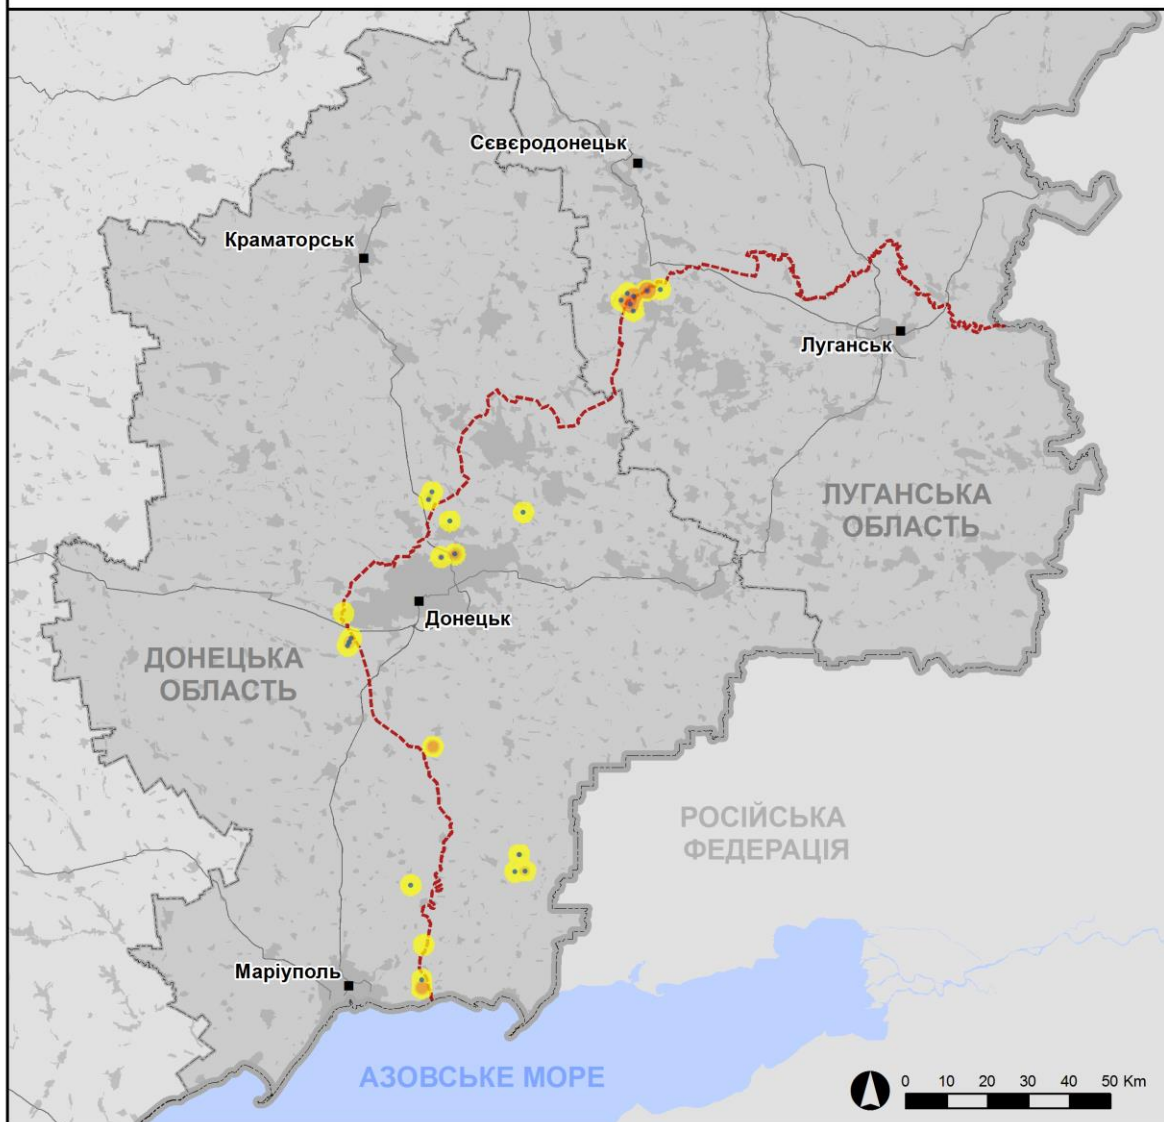 Сєвєродонецьк
Краматорськ
Луганськ
ЛУГАНСЬКА
ОБЛАСТЬ
Донецьк
ДОНЕЦЬКА
ОБЛАСТЬ
РОСІЙСЬКА
ФЕДЕРАЦІЯ
Маріуполь
АЗОВСЬКЕ МОРЕ
0 10 20 30 40 50 Km